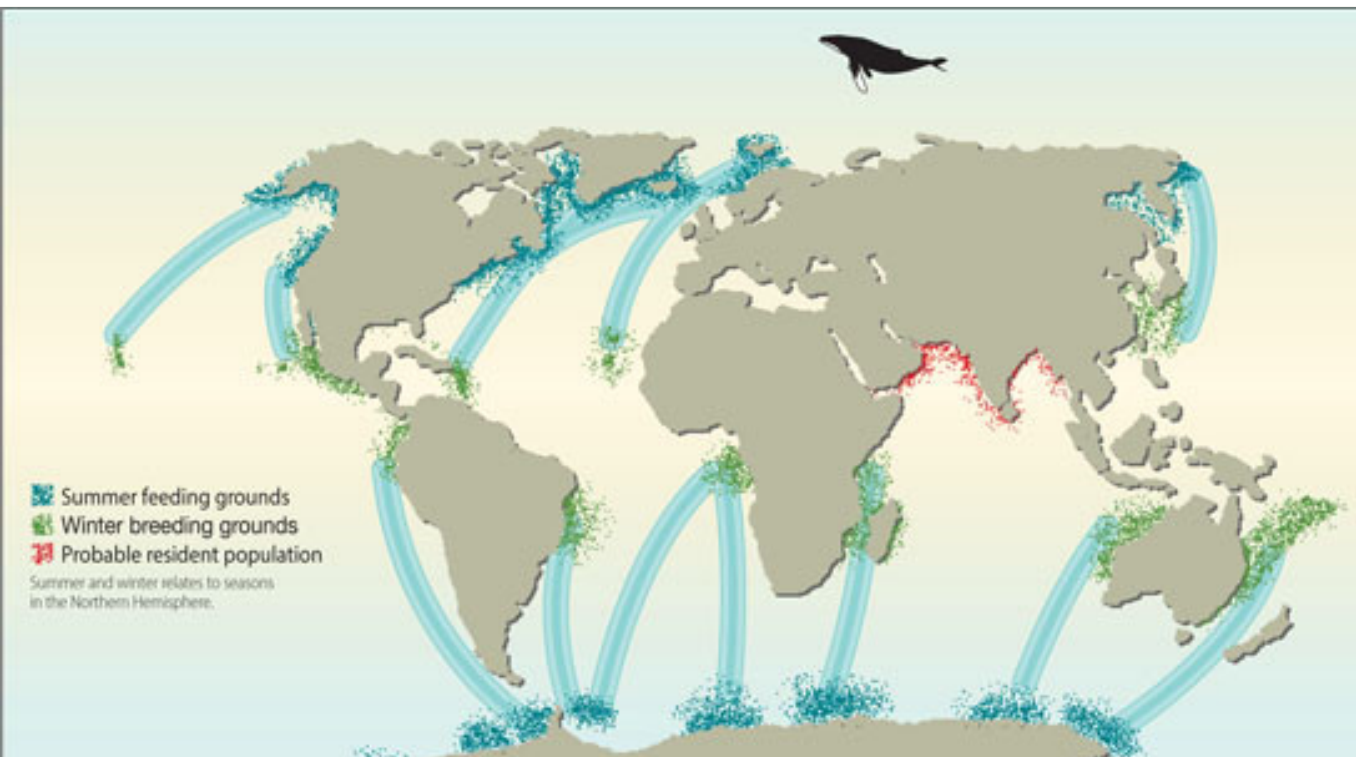 Summer feeding grounds
Winter breeding grounds
Probable resident population
Summer and winter relates to seasons
in the Northern Hemisphere.